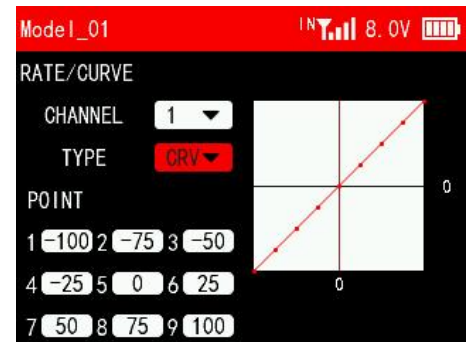 Model_01 IN 8.0V
RATE/CURVE
CHANNEL 1
TYPE CRV
POINT
1 -100 2 -75 3 -50
4 -25 5 0 6 25
7 50 8 75 9 100
0
0